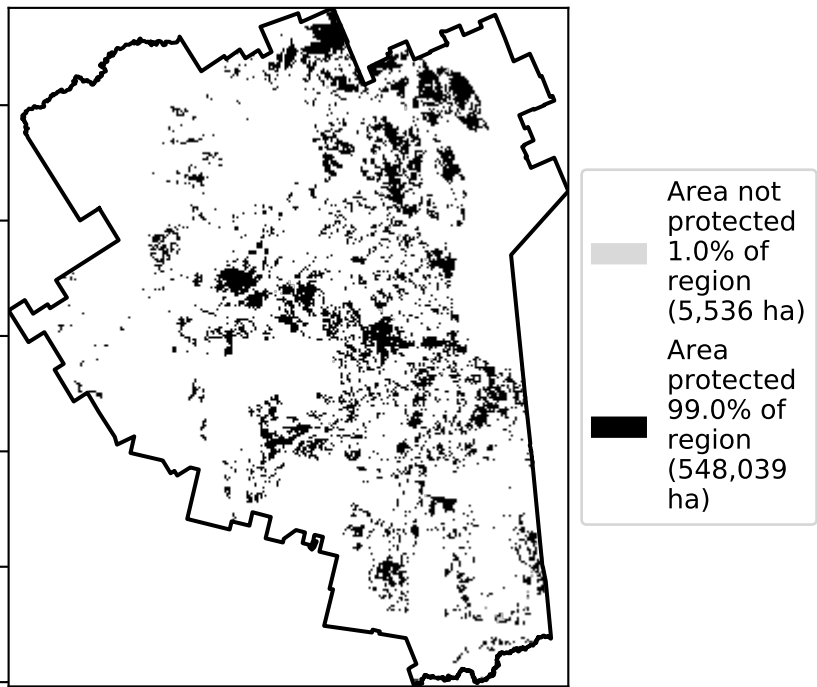 Area not
protected
1.0% of
region
(5,536 ha)
Area
protected
99.0% of
region
(548,039
ha)